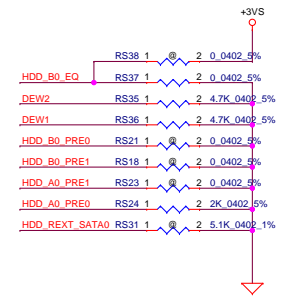 +3VS
RS38 1 @ 2 0_0402_5%
HDD_B0_EQ RS37 1 @ 2 0_0402_5%
DEW2 RS35 1 2 4.7K_0402_5%
DEW1 RS36 1 2 4.7K_0402_5%
HDD_B0_PRE0 RS21 1 @ 2 0_0402_5%
HDD_B0_PRE1 RS18 1 @ 2 0_0402_5%
HDD_A0_PRE1 RS23 1 @ 2 0_0402_5%
HDD_A0_PRE0 RS24 1 2 2K_0402_5%
HDD_REXT_SATA0 RS31 1 @ 2 5.1K_0402_1%